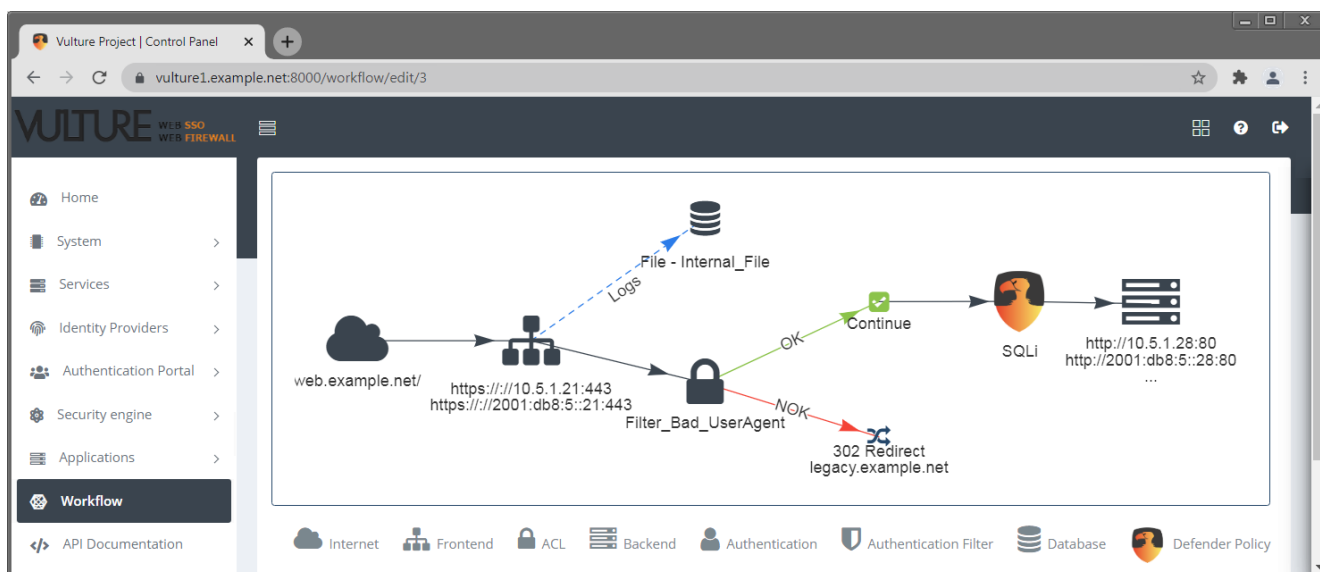 Vulture Project | Control Panel
vulture1.example.net:8000/workflow/edit/3
VULTURE WEB SSO
WEB FIREWALL
Home
System
Services
Identity Providers
Authentication Portal
Security engine
Applications
Workflow
API Documentation
File - Internal_File
Logs
web.example.net/
https://://10.5.1.21:443
https://://2001:db8:5::21:443
Filter_Bad_UserAgent
OK
Continue
NOK
302 Redirect
legacy.example.net
SQLi
http://10.5.1.28:80
http://2001:db8:5::28:80
...
Internet
Frontend
ACL
Backend
Authentication
Authentication Filter
Database
Defender Policy